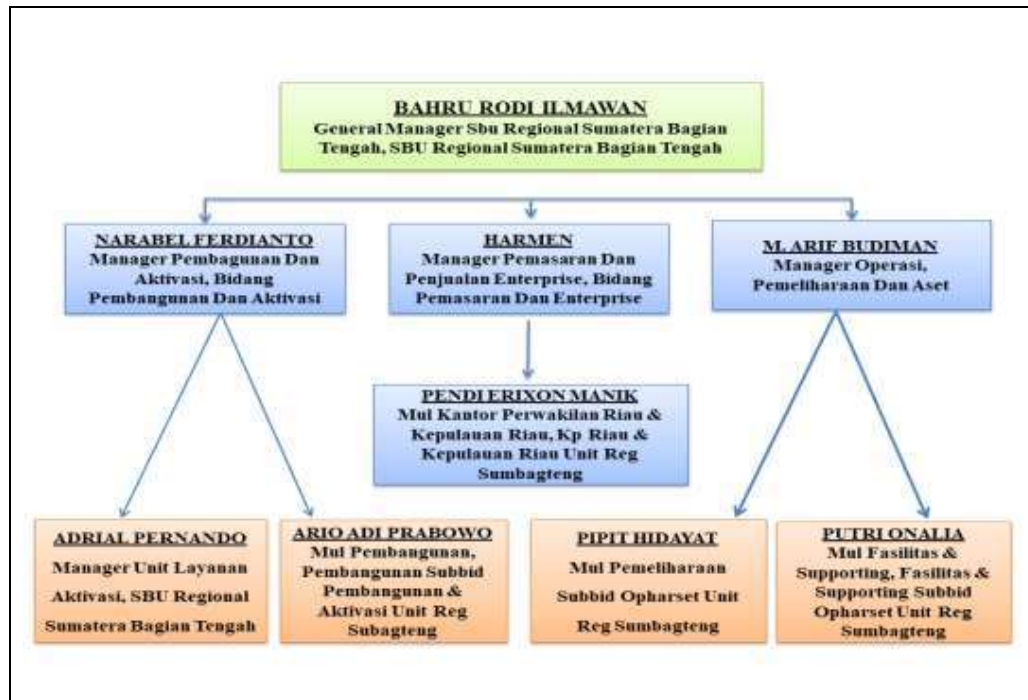 BAHRU RODI ILMAWAN
General Manager Sbu Regional Sumatera Bagian
Tengah, SBU Regional Sumatera Bagian Tengah
NARABEL FERDIANTO
Manager Pembagunan Dan
Aktivasi, Bidang
Pembangunan Dan Aktivasi
HARMEN
Manager Pemasaran Dan
Penjualan Enterprise, Bidang
Pemasaran Dan Enterprise
M. ARIF BUDIMAN
Manager Operasi,
Pemeliharaan Dan Aset
PENDI ERIXON MANIK
Mul Kantor Perwakilan Riau &
Kepulauan Riau, Kp Riau &
Kepulauan Riau Unit Reg
Sumbagteng
ADRIAL PERNANDO
Manager Unit Layanan
Aktivasi, SBU Regional
Sumatera Bagian Tengah
ARIO ADI PRABOWO
Mul Pembangunan,
Pembangunan Subbid
Pembangunan &
Aktivasi Unit Reg
Subagteng
PIPIT HIDAYAT
Mul Pemeliharaan
Subbid Opharset Unit
Reg Sumbagteng
PUTRI ONALIA
Mul Fasilitas &
Supporting, Fasilitas &
Supporting Subbid
Opharset Unit Reg
Sumbagteng